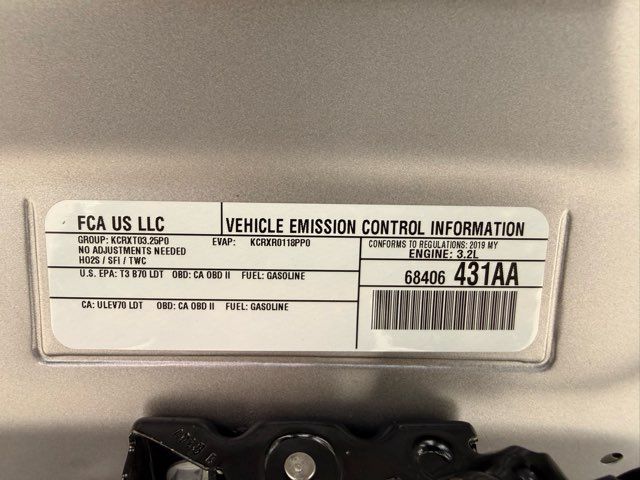 FCA US LLC
VEHICLE EMISSION CONTROL INFORMATION
GROUP: KCRXT03.25P0 EVAP: KCRXR0118PP0
NO ADJUSTMENTS NEEDED
HO2S / SFI / TWC
CONFORMS TO REGULATIONS: 2019 MY
ENGINE: 3.2L
U.S. EPA: T3 B70 LDT OBD: CA OBD II FUEL: GASOLINE
68406 431AA
CA: ULEV70 LDT OBD: CA OBD II FUEL: GASOLINE